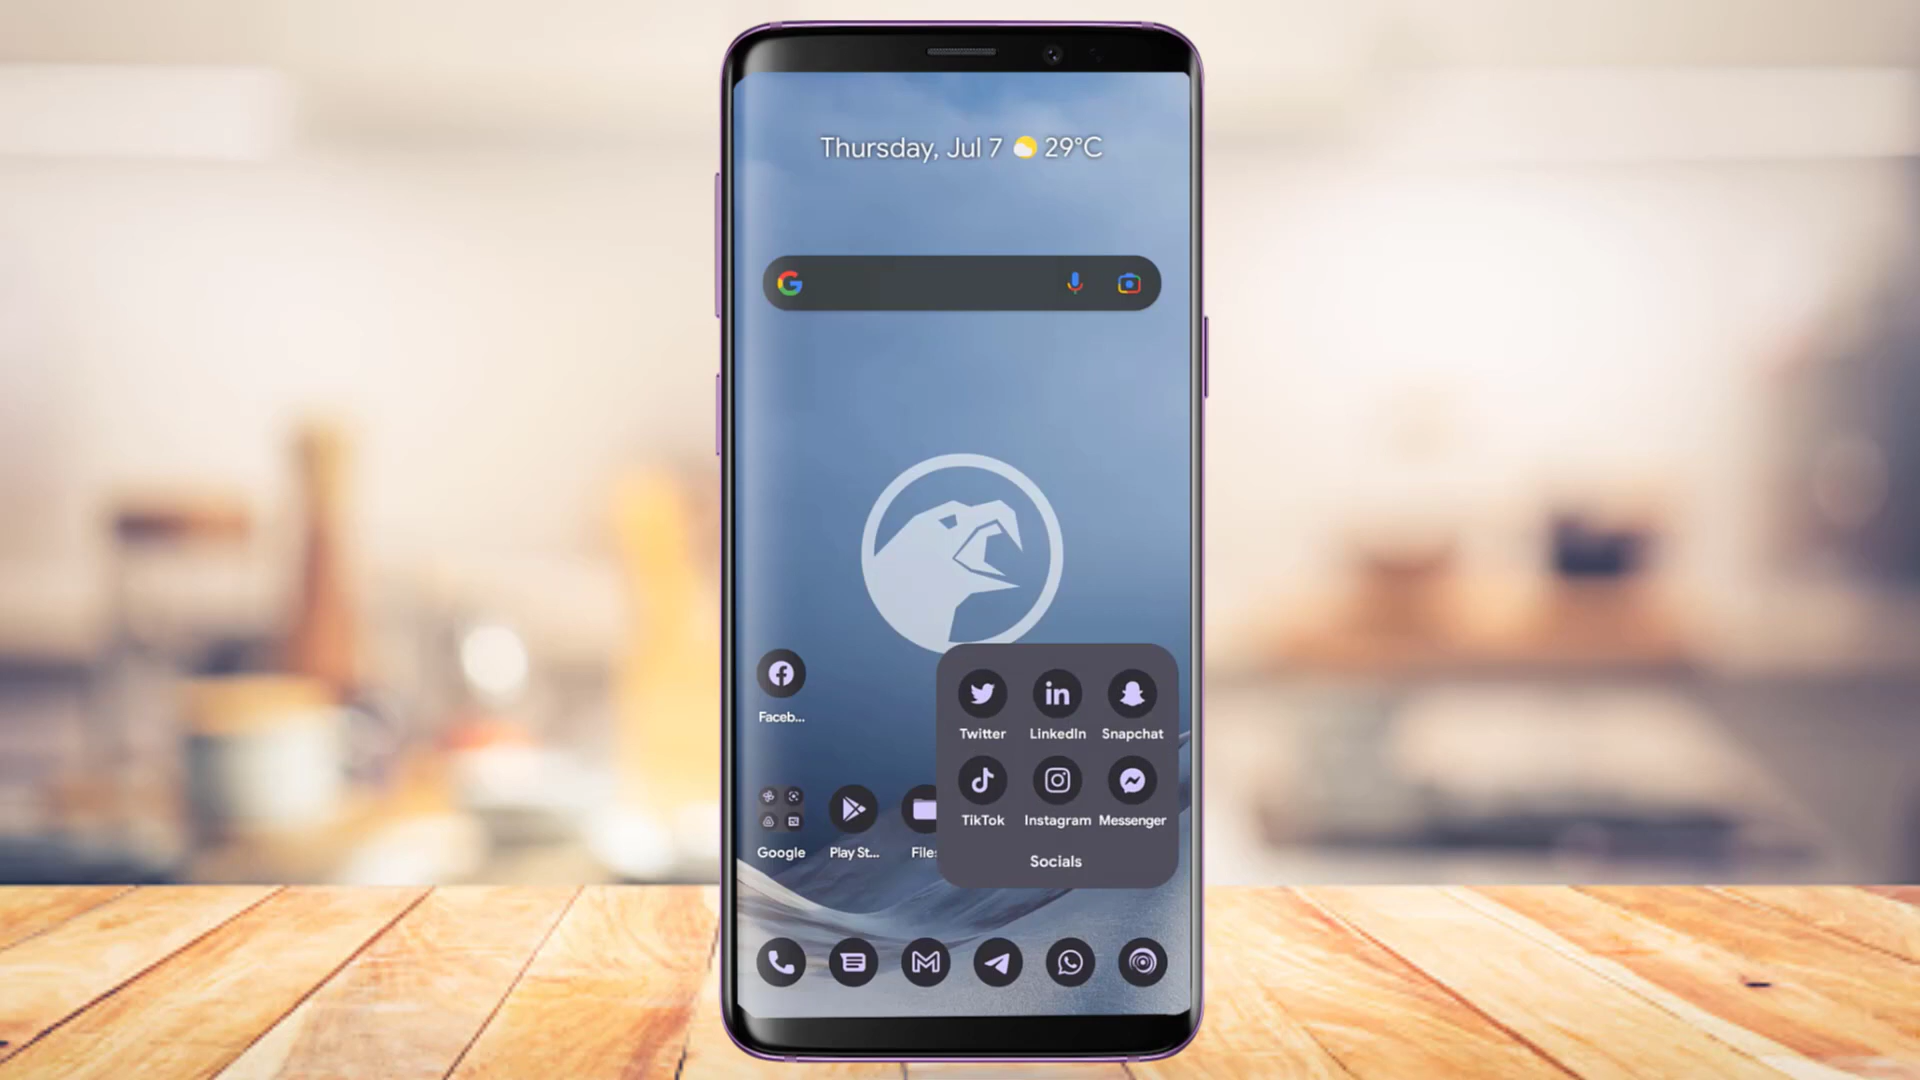 Thursday, Jul 7 29°C
Faceb...
Twitter LinkedIn Snapchat
TikTok Instagram Messenger
Google Play St... Files
Socials